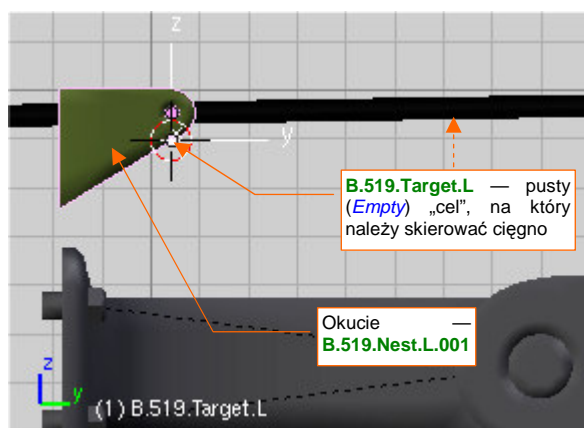 z
y
B.519.Target.L — pusty
(Empty) „cel”, na który
należy skierować cięgno
Okucie —
B.519.Nest.L.001
z
y
(1) B.519.Target.L